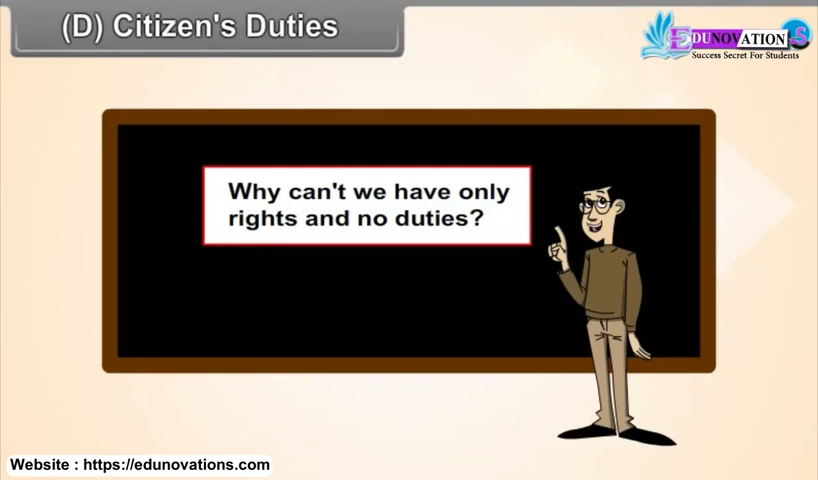 (D) Citizen's Duties
EDUNOVATIONS
Success Secret For Students
Why can't we have only
rights and no duties?
Website : https://edunovations.com